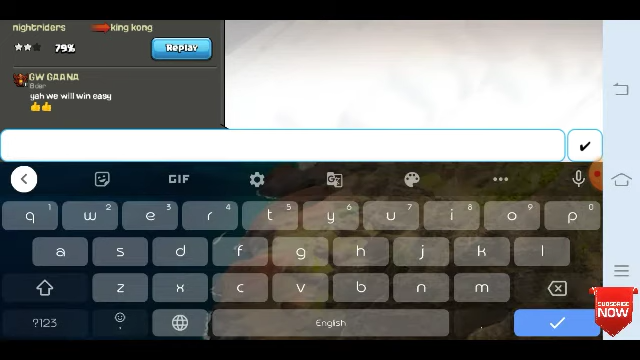 nightriders king kong
79% Replay
GW GAANA
Elder
yah we will win easy
GIF
q 1 w 2 e 3 r 4 t 5 y 6 u 7 i 8 o 9 p 0
a s d f g h j k l
z x c v b n m
?123 , English .
SUBSCRIBE
NOW